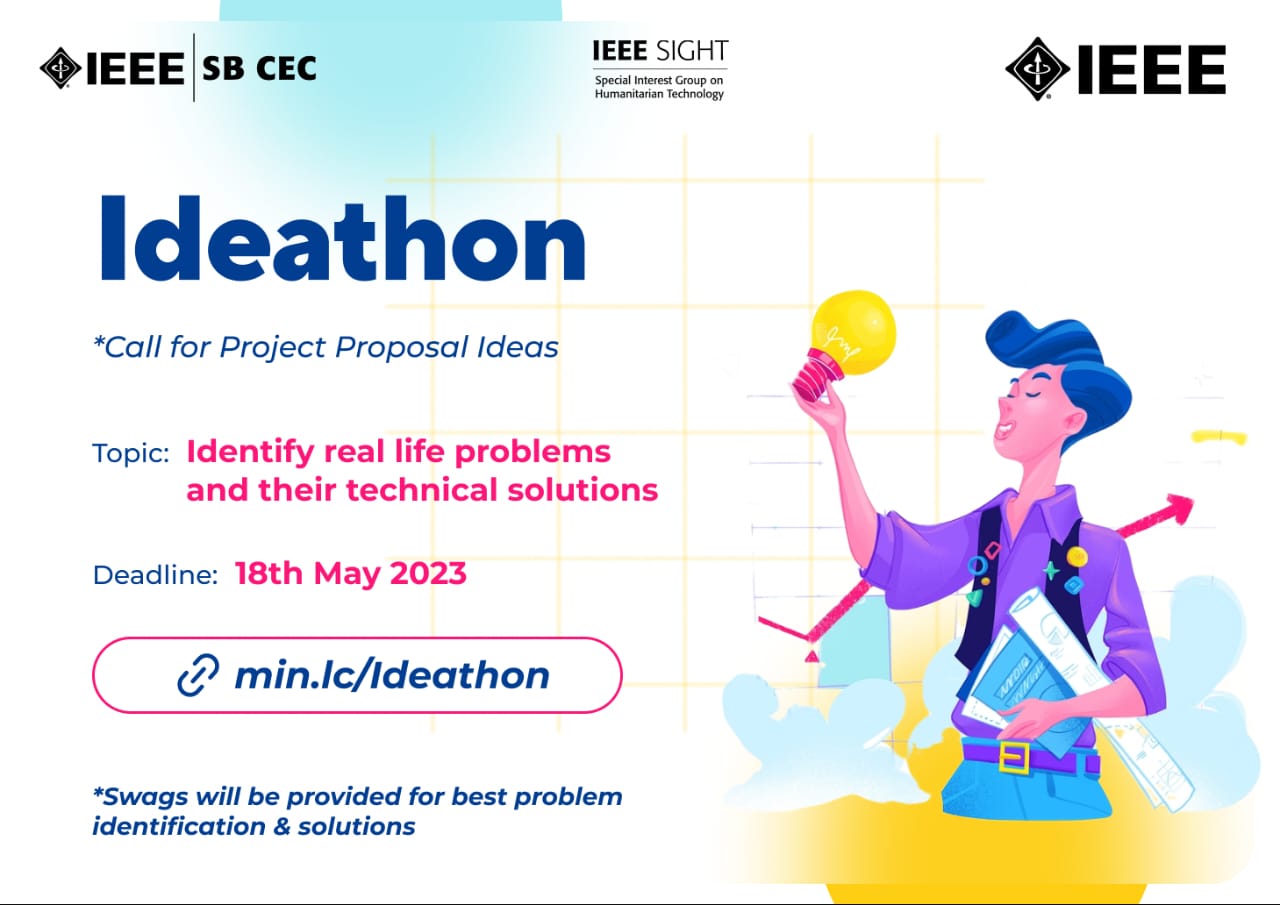 IEEE SB CEC
IEEE SIGHT
Special Interest Group on
Humanitarian Technology
IEEE
Ideathon
*Call for Project Proposal Ideas
Topic: Identify real life problems
and their technical solutions
Deadline: 18th May 2023
min.lc/Ideathon
*Swags will be provided for best problem
identification & solutions